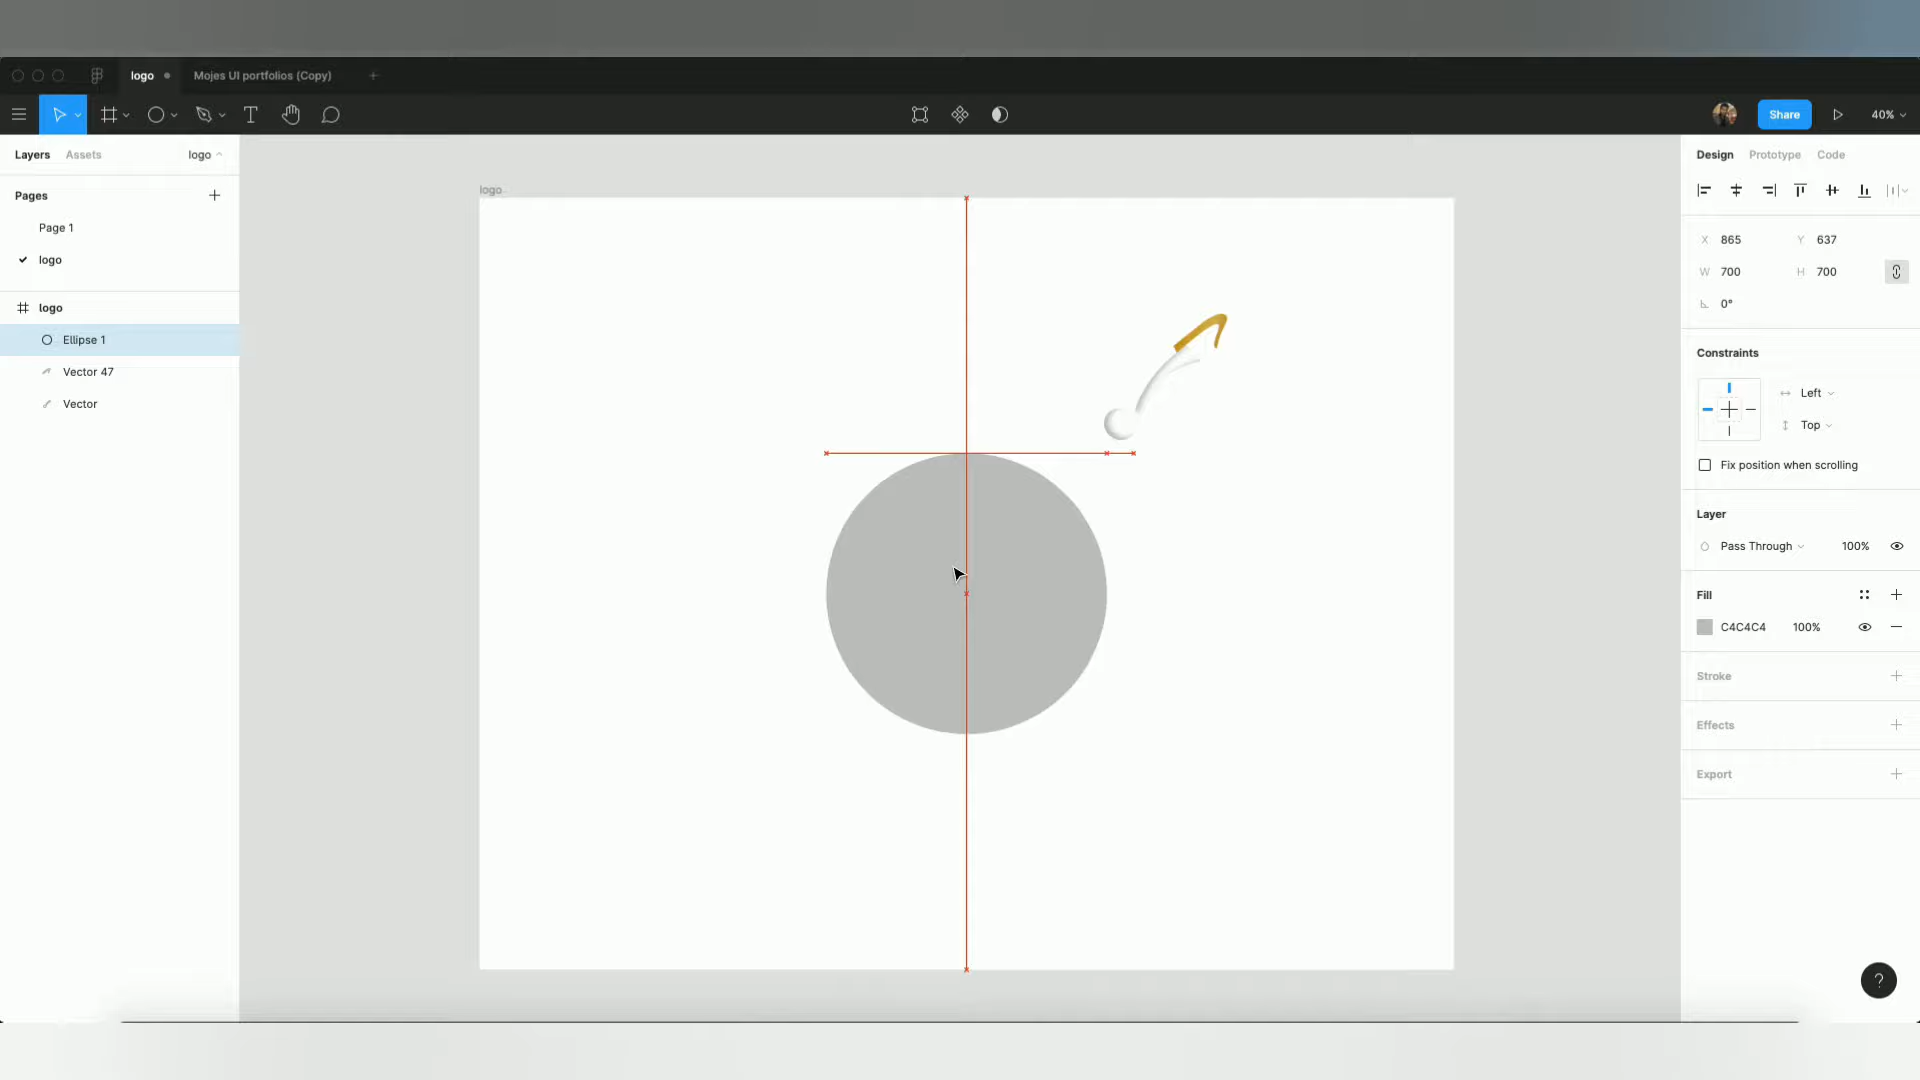 logo
Mojes UI portfolios (Copy)
Share
40%
Layers
Assets
logo
Pages
Page 1
logo
logo
Ellipse 1
Vector 47
Vector
logo
Design
Prototype
Code
X 865
Y 637
W 700
H 700
0°
Constraints
Left
Top
Fix position when scrolling
Layer
Pass Through
100%
Fill
C4C4C4
100%
Stroke
Effects
Export
?